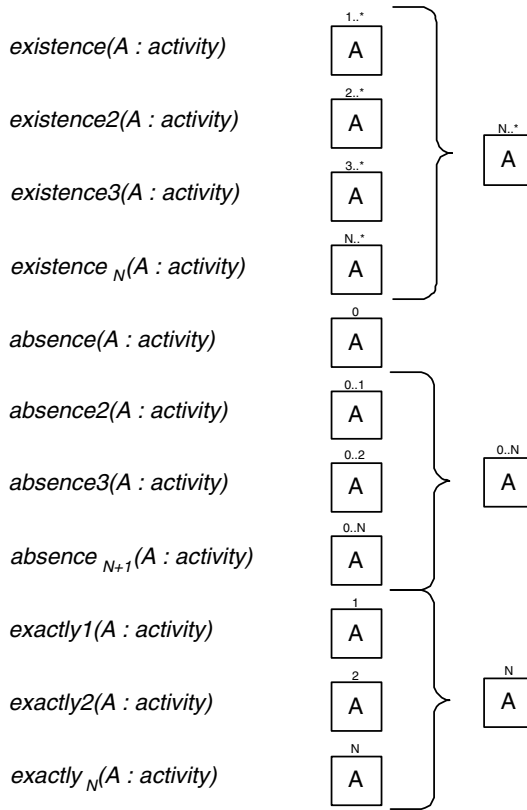 1..*
existence(A : activity) A
2..*
existence2(A : activity) A
N..*
A
3..*
existence3(A : activity) A
N..*
existence N(A : activity) A
0
absence(A : activity) A
0..1
absence2(A : activity) A
0..2
absence3(A : activity) A
0..N
A
0..N
absence N+1(A : activity) A
1
exactly1(A : activity) A
2
exactly2(A : activity) A
N
A
N
exactly N(A : activity) A